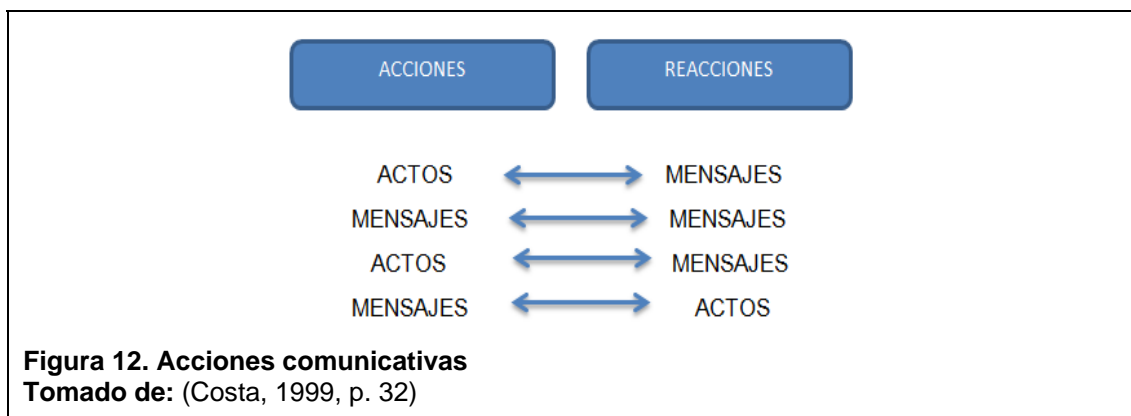 ACCIONES REACCIONES
ACTOS MENSAJES
MENSAJES MENSAJES
ACTOS MENSAJES
MENSAJES ACTOS
Figura 12. Acciones comunicativas
Tomado de: (Costa, 1999, p. 32)